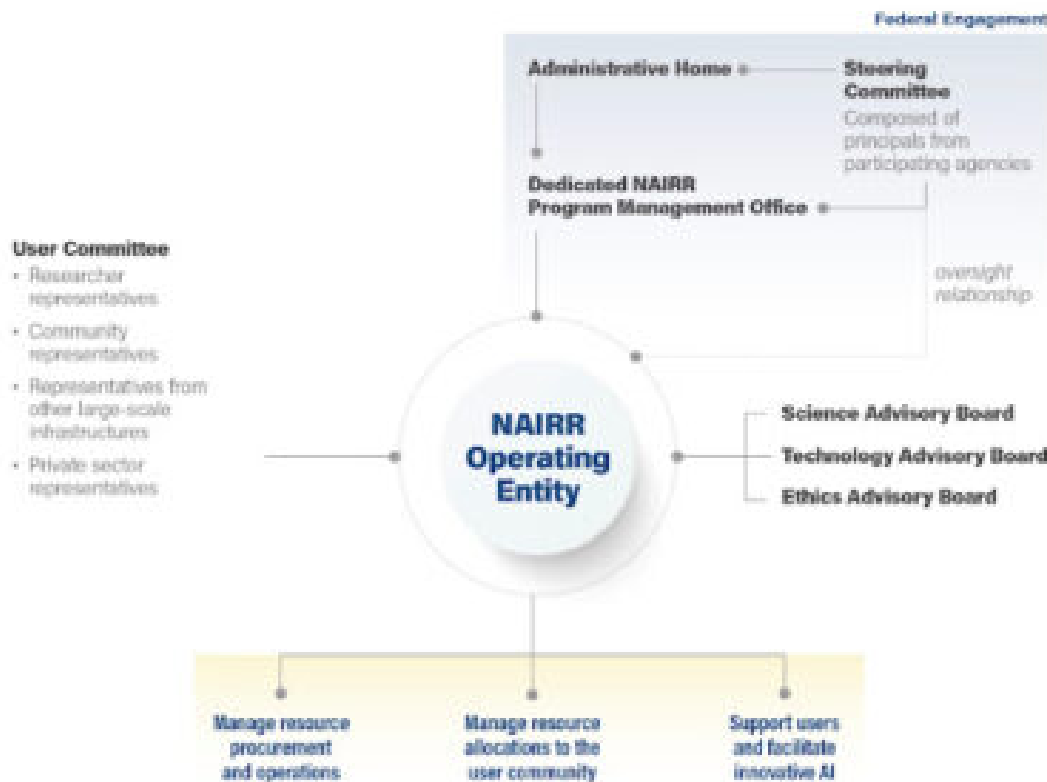 Federal Engagement
Administrative Home
Steering
Committee
Composed of
principals from
participating agencies
Dedicated NAIRR
Program Management Office
oversight
relationship
User Committee
• Researcher
representatives
• Community
representatives
• Representatives from
other large-scale
infrastructures
• Private sector
representatives
NAIRR
Operating
Entity
Science Advisory Board
Technology Advisory Board
Ethics Advisory Board
Manage resource
procurement
and operations
Manage resource
allocations to the
user community
Support users
and facilitate
innovative AI